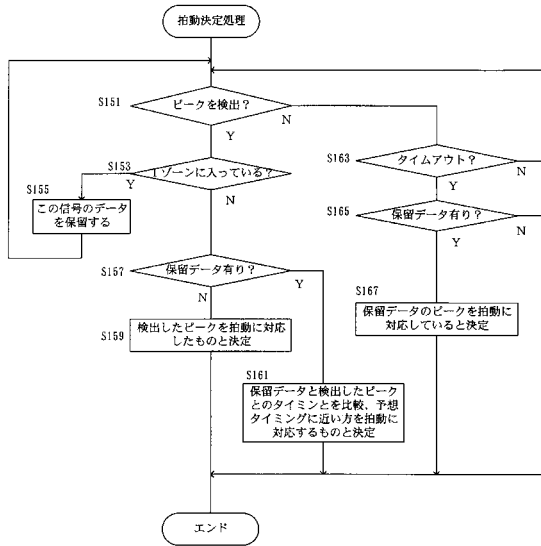 拍動決定処理
S151
ピークを検出？
N
Y
S153
Tゾーンに入っている？
Y
N
S155
この信号のデータ
を保留する
S163
タイムアウト？
N
Y
S165
保留データ有り？
N
Y
S157
保留データ有り？
Y
N
S167
保留データのピークを拍動に
対応していると決定
S159
検出したピークを拍動に対応
したものと決定
S161
保留データと検出したピーク
とのタイミンとを比較、予想
タイミングに近い方を拍動に
対応するものと決定
エンド